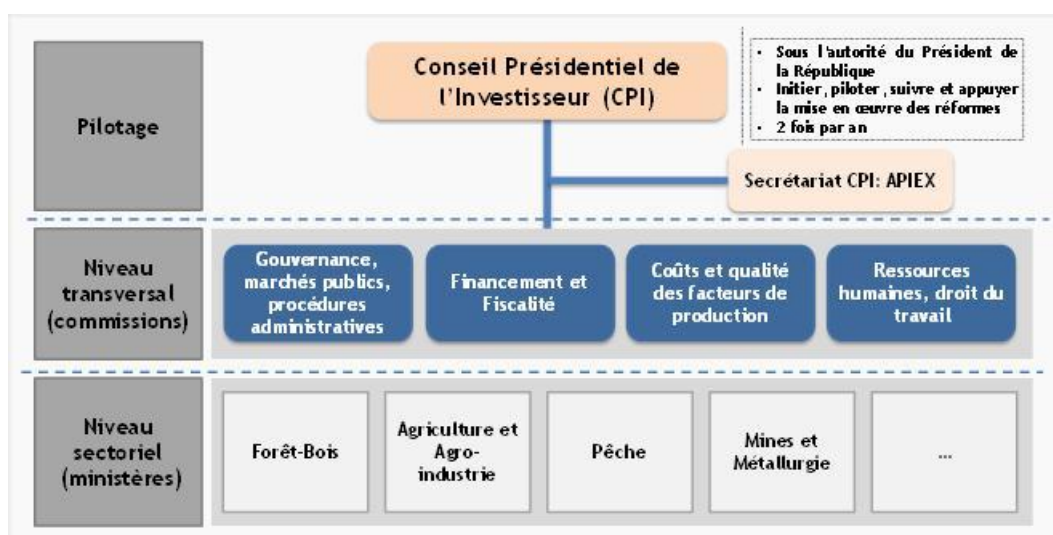 Pilotage
Conseil Présidentiel de
l'Investisseur (CPI)
• Sous l'autorité du Président de
la République
• Initier, piloter, suivre et appuyer
la mise en œuvre des réformes
• 2 fois par an
Secrétariat CPI: APIEX
Niveau
transversal
(commissions)
Gouvernance,
marchés publics,
procédures
administratives
Financement et
Fiscalité
Coûts et qualité
des facteurs de
production
Ressources
humaines, droit du
travail
Niveau
sectoriel
(ministères)
Forêt-Bois
Agriculture et
Agro-
industrie
Pêche
Mines et
Métallurgie
...